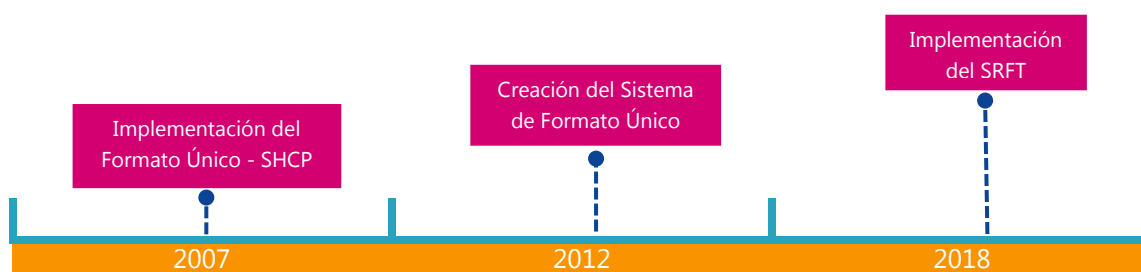 Implementación del
Formato Único - SHCP
Creación del Sistema
de Formato Único
Implementación
del SRFT
2007
2012
2018